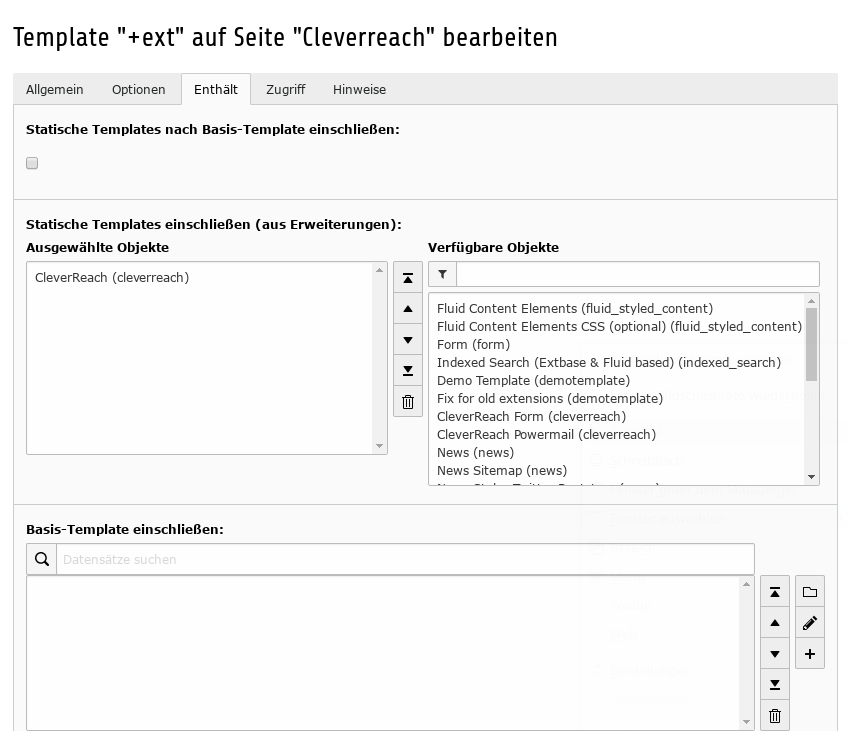 Template "+ext" auf Seite "Cleverreach" bearbeiten
Allgemein Optionen Enthält Zugriff Hinweise
Statische Templates nach Basis-Template einschließen:
Statische Templates einschließen (aus Erweiterungen):
Ausgewählte Objekte
Verfügbare Objekte
CleverReach (cleverreach)
Fluid Content Elements (fluid_styled_content)
Fluid Content Elements CSS (optional) (fluid_styled_content)
Form (form)
Indexed Search (Extbase & Fluid based) (indexed_search)
Demo Template (demotemplate)
Fix for old extensions (demotemplate)
CleverReach Form (cleverreach)
CleverReach Powermail (cleverreach)
News (news)
News Sitemap (news)
Basis-Template einschließen:
Datensätze suchen